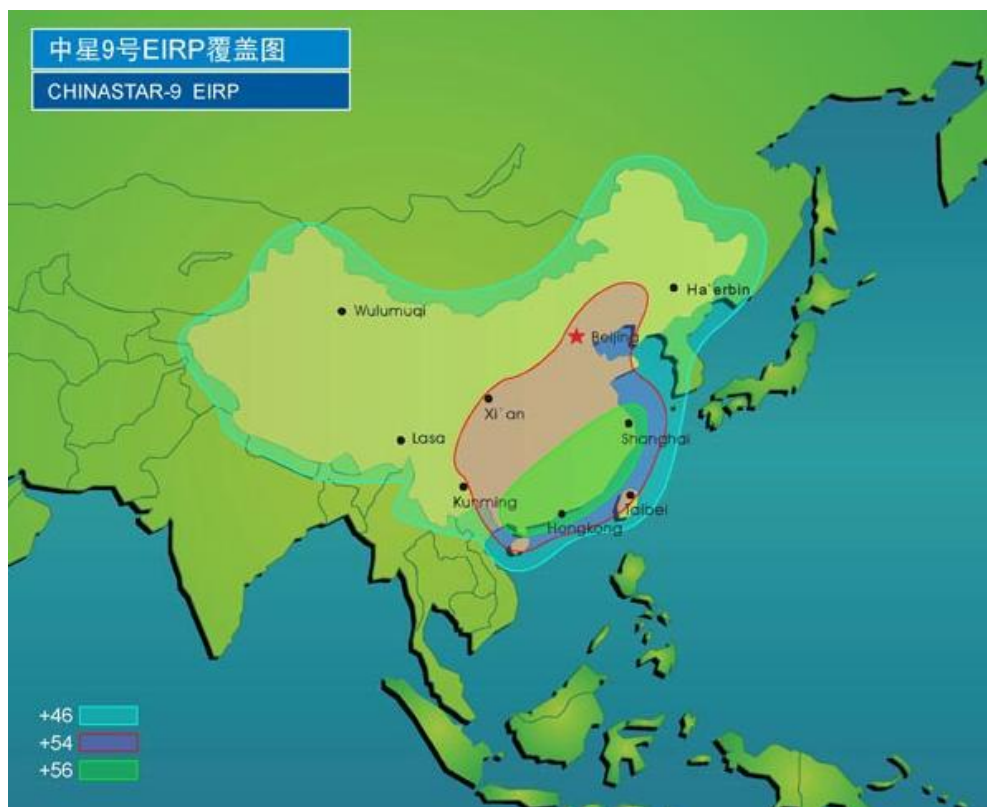 中星9号EIRP覆盖图
CHINASTAR-9 EIRP
Ha`erbin
Wulumuqi
Beijing
Xi`an
Lasa
Shanghai
Kunming
Taibei
Hongkong
+46
+54
+56